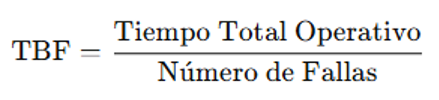 TBF = Tiempo Total Operativo
Número de Fallas